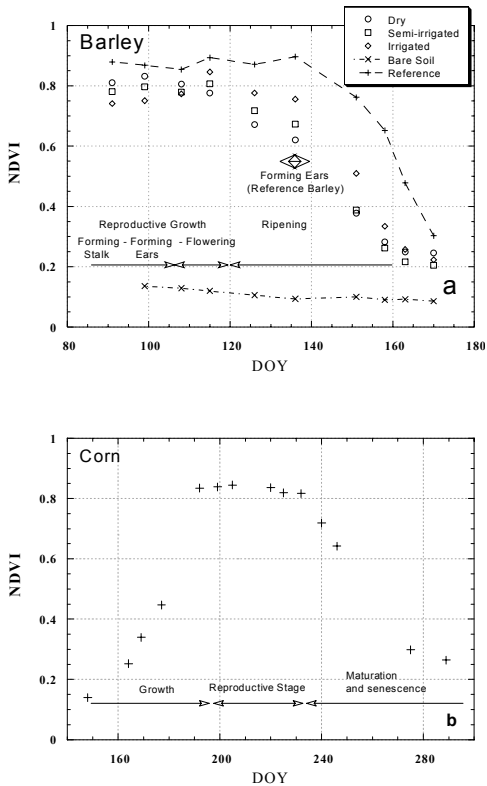 Dry
Semi-irrigated
Irrigated
Bare Soil
Reference
Barley
1
0.8
0.6
0.4
0.2
0
NDVI
Forming Ears
(Reference Barley)
Reproductive Growth
Ripening
Forming - Forming - Flowering
Stalk Ears
a
80 100 120 140 160 180
DOY
Corn
1
0.8
0.6
0.4
0.2
0
NDVI
Growth
Reproductive Stage
Maturation
and senescence
b
160 200 240 280
DOY